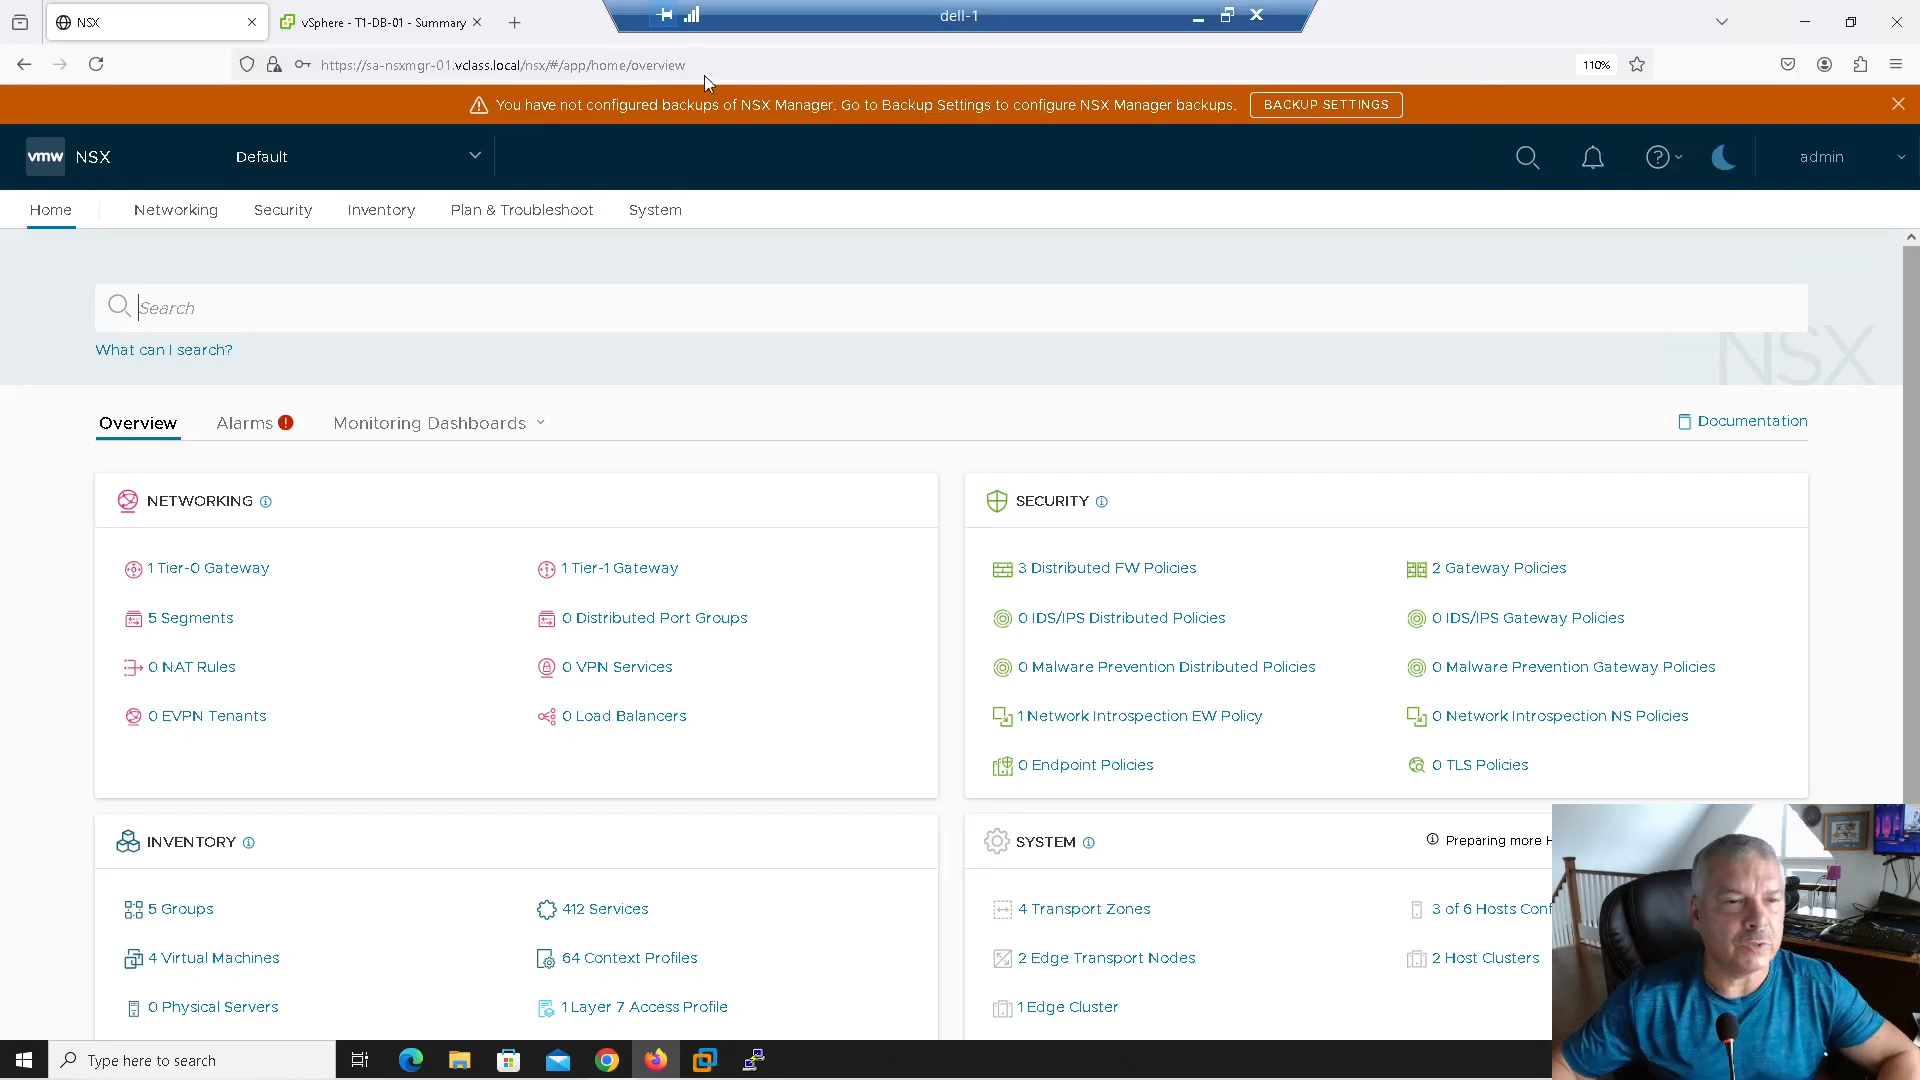 NSX
vSphere - T1-DB-01 - Summary
dell-1
https://sa-nsxmgr-01.vclass.local/nsx/#/app/home/overview
110%
You have not configured backups of NSX Manager. Go to Backup Settings to configure NSX Manager backups.
BACKUP SETTINGS
vmw NSX
Default
admin
Home
Networking
Security
Inventory
Plan & Troubleshoot
System
Search
What can I search?
NSX
Overview
Alarms
Monitoring Dashboards
Documentation
NETWORKING
1 Tier-0 Gateway
1 Tier-1 Gateway
5 Segments
0 Distributed Port Groups
0 NAT Rules
0 VPN Services
0 EVPN Tenants
0 Load Balancers
SECURITY
3 Distributed FW Policies
2 Gateway Policies
0 IDS/IPS Distributed Policies
0 IDS/IPS Gateway Policies
0 Malware Prevention Distributed Policies
0 Malware Prevention Gateway Policies
1 Network Introspection EW Policy
0 Network Introspection NS Policies
0 Endpoint Policies
0 TLS Policies
INVENTORY
5 Groups
412 Services
4 Virtual Machines
64 Context Profiles
0 Physical Servers
1 Layer 7 Access Profile
SYSTEM
Preparing more H
4 Transport Zones
3 of 6 Hosts Conf
2 Edge Transport Nodes
2 Host Clusters
1 Edge Cluster
Type here to search